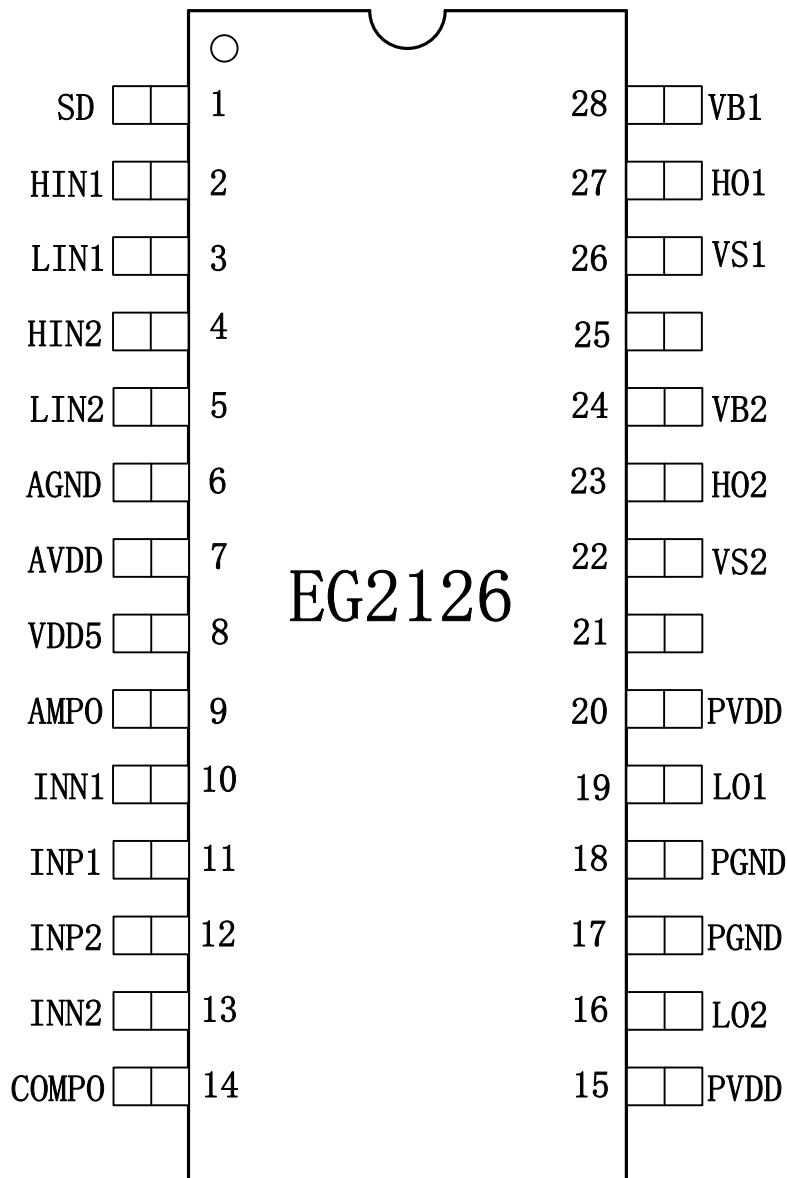 SD 1 28 VB1
HIN1 2 27 HO1
LIN1 3 26 VS1
HIN2 4 25
LIN2 5 24 VB2
AGND 6 23 HO2
AVDD 7 22 VS2
EG2126
VDD5 8 21
AMPO 9 20 PVDD
INN1 10 19 LO1
INP1 11 18 PGND
INP2 12 17 PGND
INN2 13 16 LO2
COMPO 14 15 PVDD